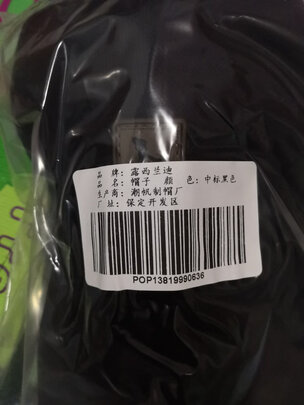 品 牌：露西兰迪
品 名：帽子 颜 色：中标黑色
生产商：潮帆制帽厂
厂 址：保定开发区
POP13819990636